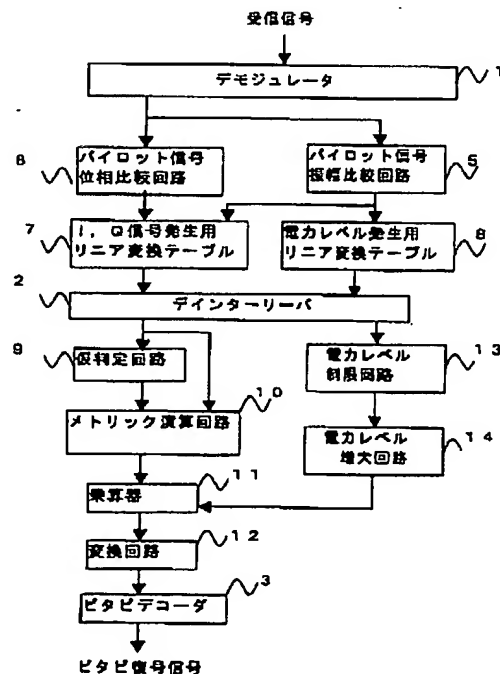 受信信号
デモジュレータ
1
6
パイロット信号
位相比較回路
パイロット信号
振幅比較回路
5
7
I, Q信号発生用
リニア変換テーブル
電力レベル発生用
リニア変換テーブル
8
2
デインターリーバ
9
仮判定回路
電力レベル
制限回路
13
10
メトリック演算回路
電力レベル
増大回路
14
11
乗算器
12
変換回路
3
ビタビデコーダ
ビタビ復号信号